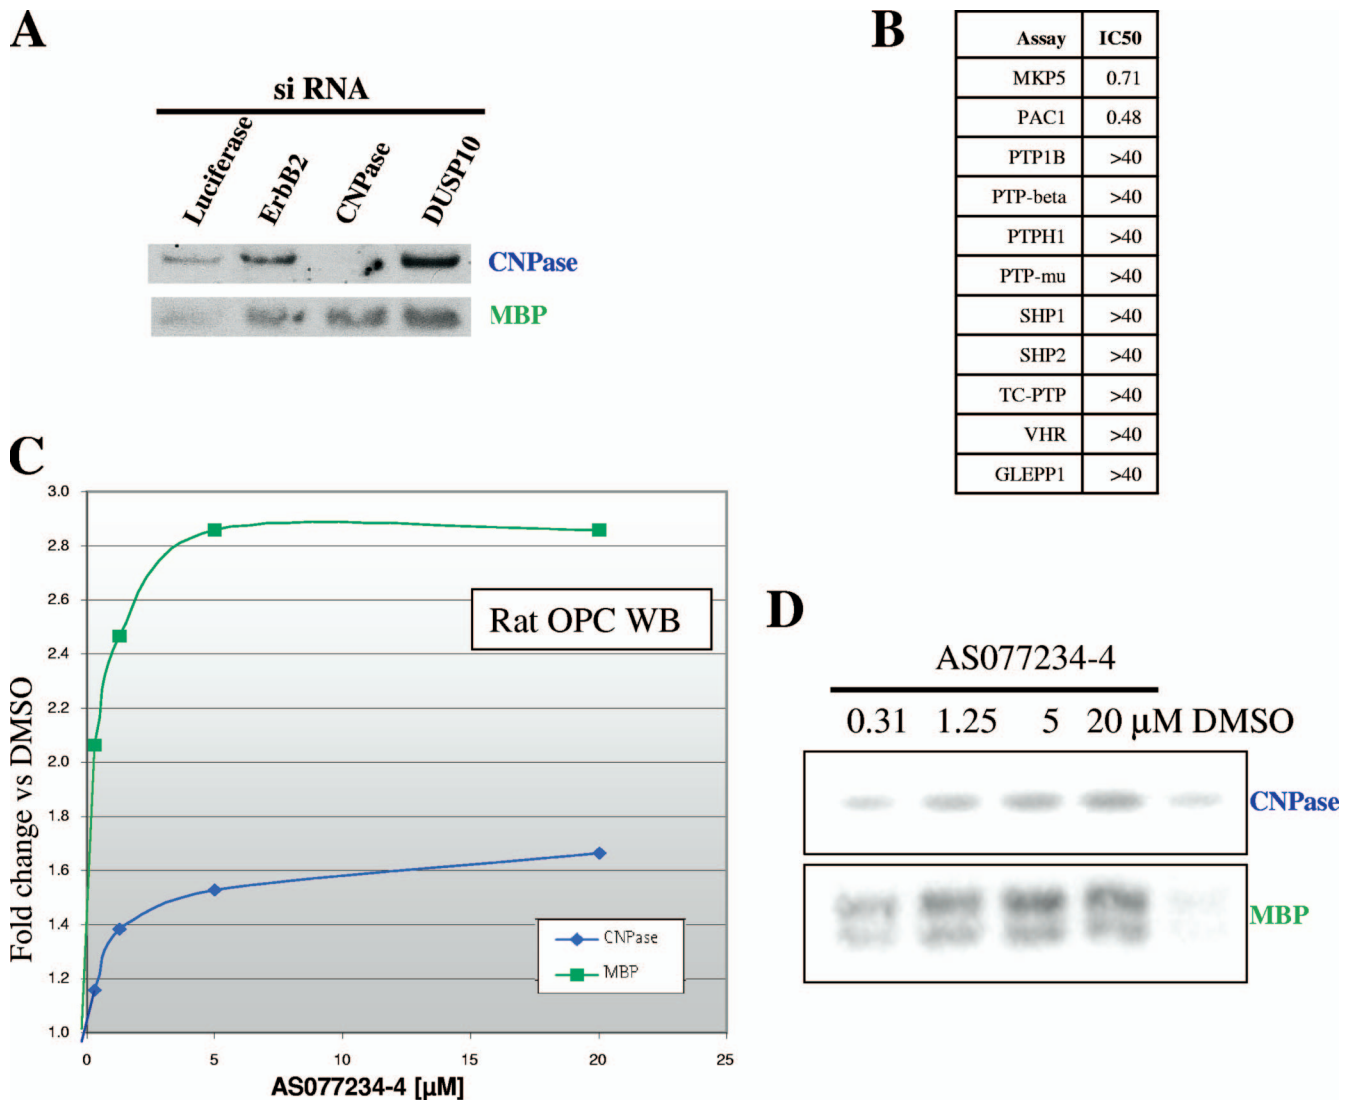 A
si RNA
Luciferase ErbB2 CNPase DUSP10
CNPase
MBP
B
Assay IC50
MKP5 0.71
PAC1 0.48
PTP1B >40
PTP-beta >40
PTPH1 >40
PTP-mu >40
SHP1 >40
SHP2 >40
TC-PTP >40
VHR >40
GLEPP1 >40
C
3.0
2.8
2.6
2.4
2.2
2.0
1.8
1.6
1.4
1.2
1.0
Fold change vs DMSO
Rat OPC WB
CNPase
MBP
0 5 10 15 20 25
AS077234-4 [µM]
D
AS077234-4
0.31 1.25 5 20 µM DMSO
CNPase
MBP